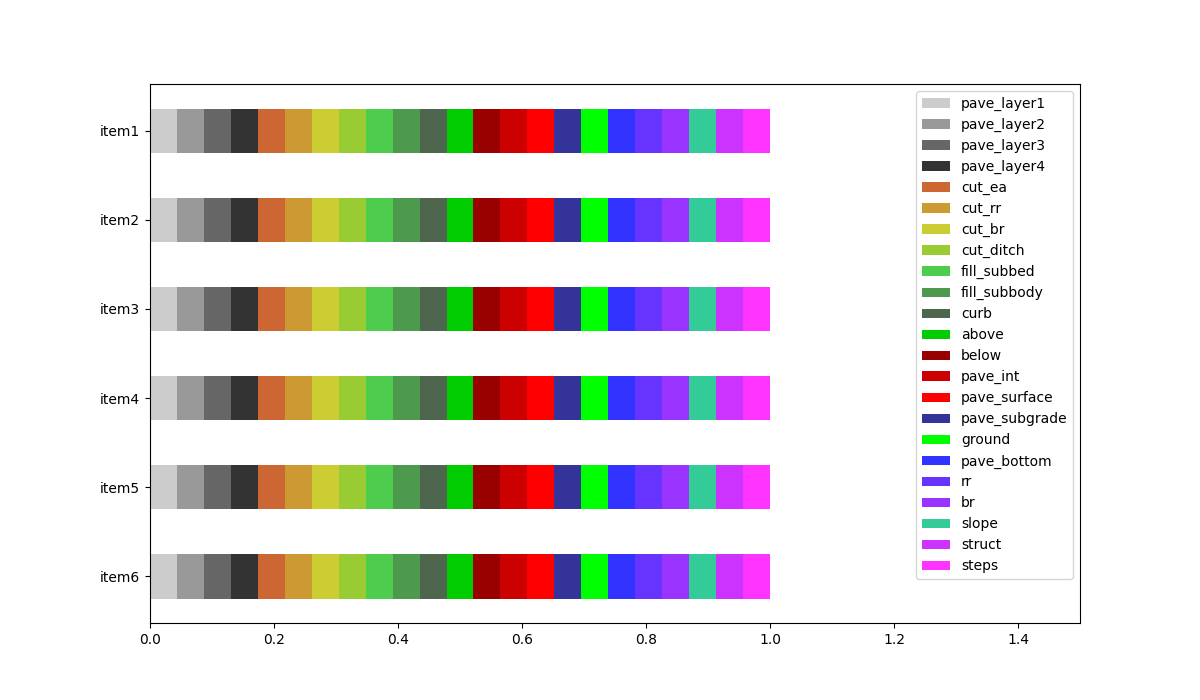 item1
item2
item3
item4
item5
item6
0.0 0.2 0.4 0.6 0.8 1.0 1.2 1.4
pave_layer1
pave_layer2
pave_layer3
pave_layer4
cut_ea
cut_rr
cut_br
cut_ditch
fill_subbed
fill_subbody
curb
above
below
pave_int
pave_surface
pave_subgrade
ground
pave_bottom
rr
br
slope
struct
steps